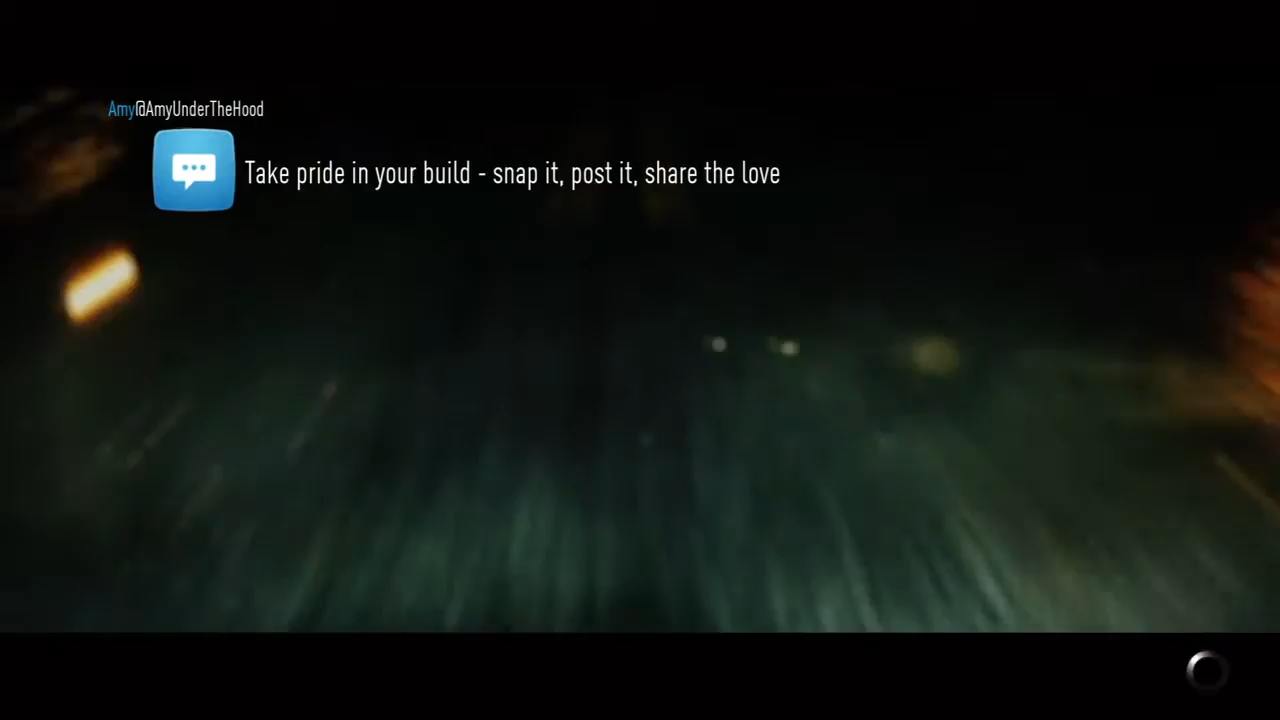 Amy@AmyUnderTheHood
Take pride in your build - snap it, post it, share the love